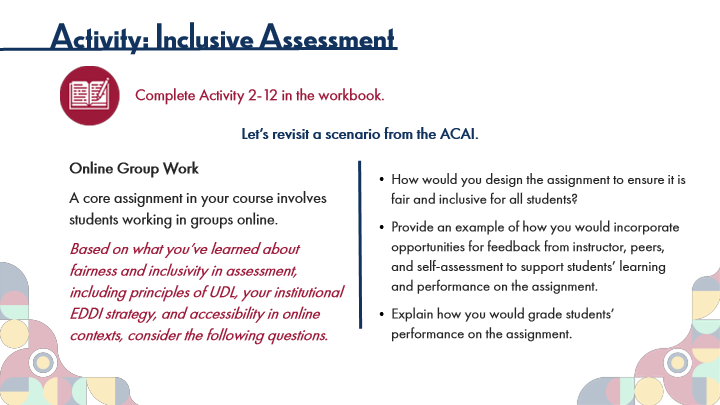 Activity: Inclusive Assessment
Complete Activity 2-12 in the workbook.
Let's revisit a scenario from the ACAI.
Online Group Work
A core assignment in your course involves
students working in groups online.
Based on what you've learned about
fairness and inclusivity in assessment,
including principles of UDL, your institutional
EDDI strategy, and accessibility in online
contexts, consider the following questions.
• How would you design the assignment to ensure it is
fair and inclusive for all students?
• Provide an example of how you would incorporate
opportunities for feedback from instructor, peers,
and self-assessment to support students' learning
and performance on the assignment.
• Explain how you would grade students'
performance on the assignment.